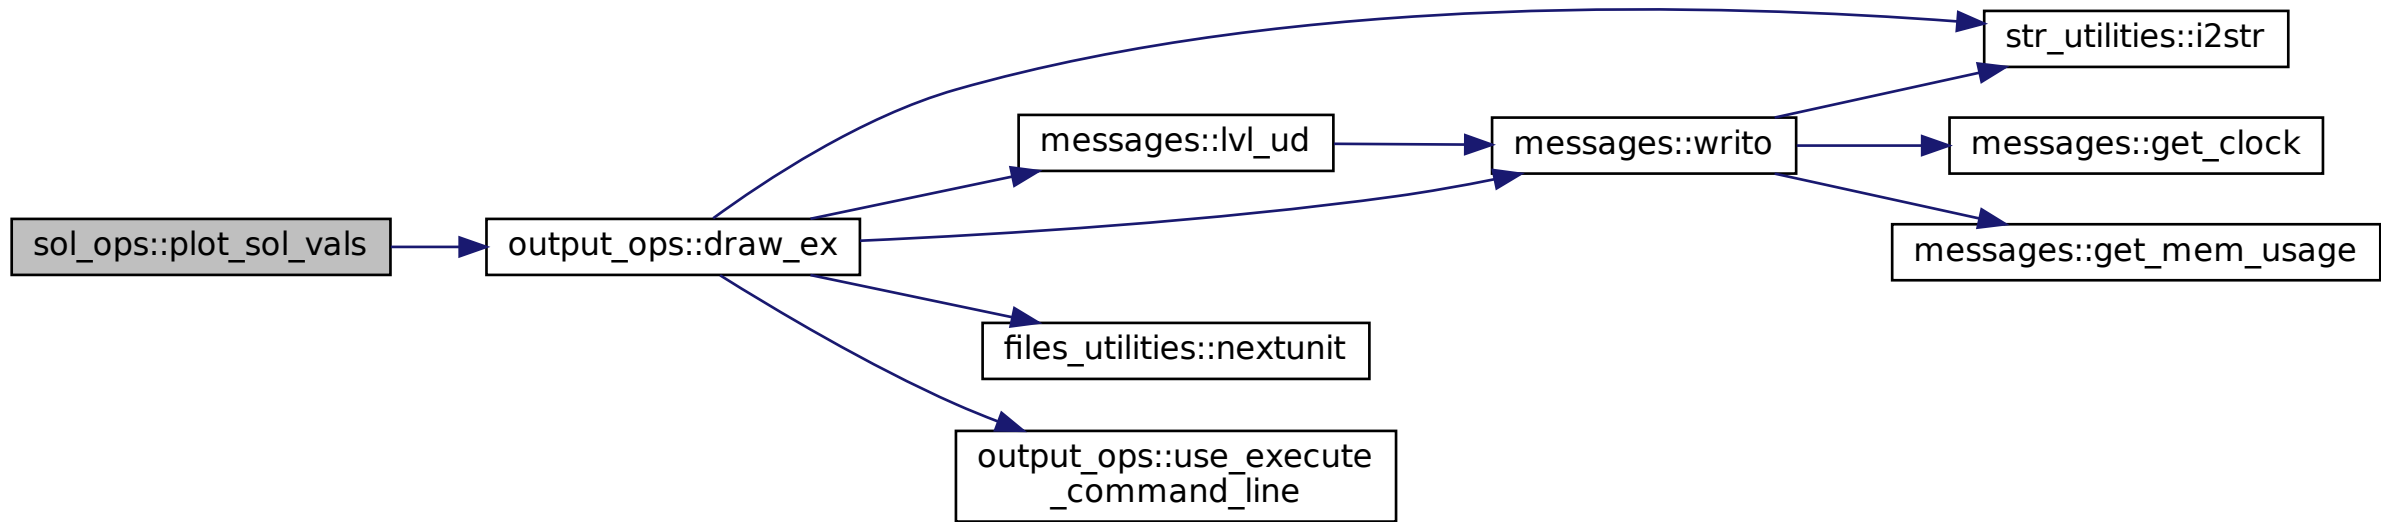 sol_ops::plot_sol_vals
output_ops::draw_ex
str_utilities::i2str
messages::lvl_ud
messages::writo
messages::get_clock
messages::get_mem_usage
files_utilities::nextunit
output_ops::use_execute
_command_line